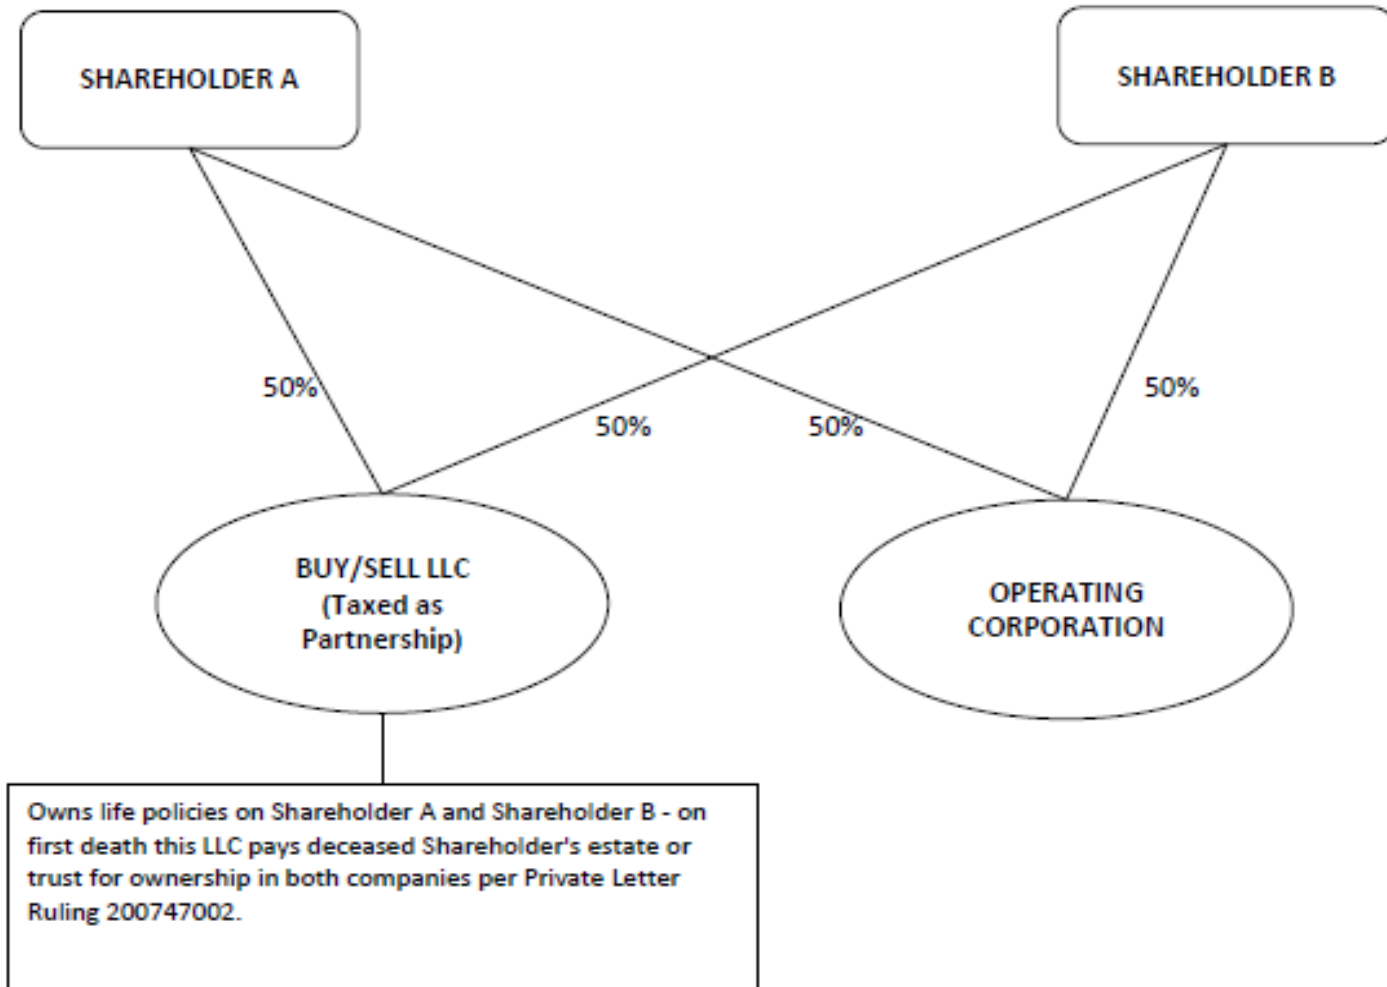 SHAREHOLDER A
SHAREHOLDER B
50%
50%
50%
50%
BUY/SELL LLC
(Taxed as
Partnership)
OPERATING
CORPORATION
Owns life policies on Shareholder A and Shareholder B - on
first death this LLC pays deceased Shareholder's estate or
trust for ownership in both companies per Private Letter
Ruling 200747002.